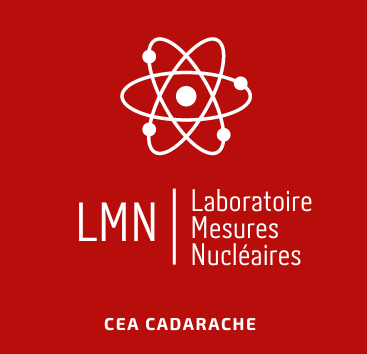 LMN
Laboratoire
Mesures
Nucléaires
CEA CADARACHE